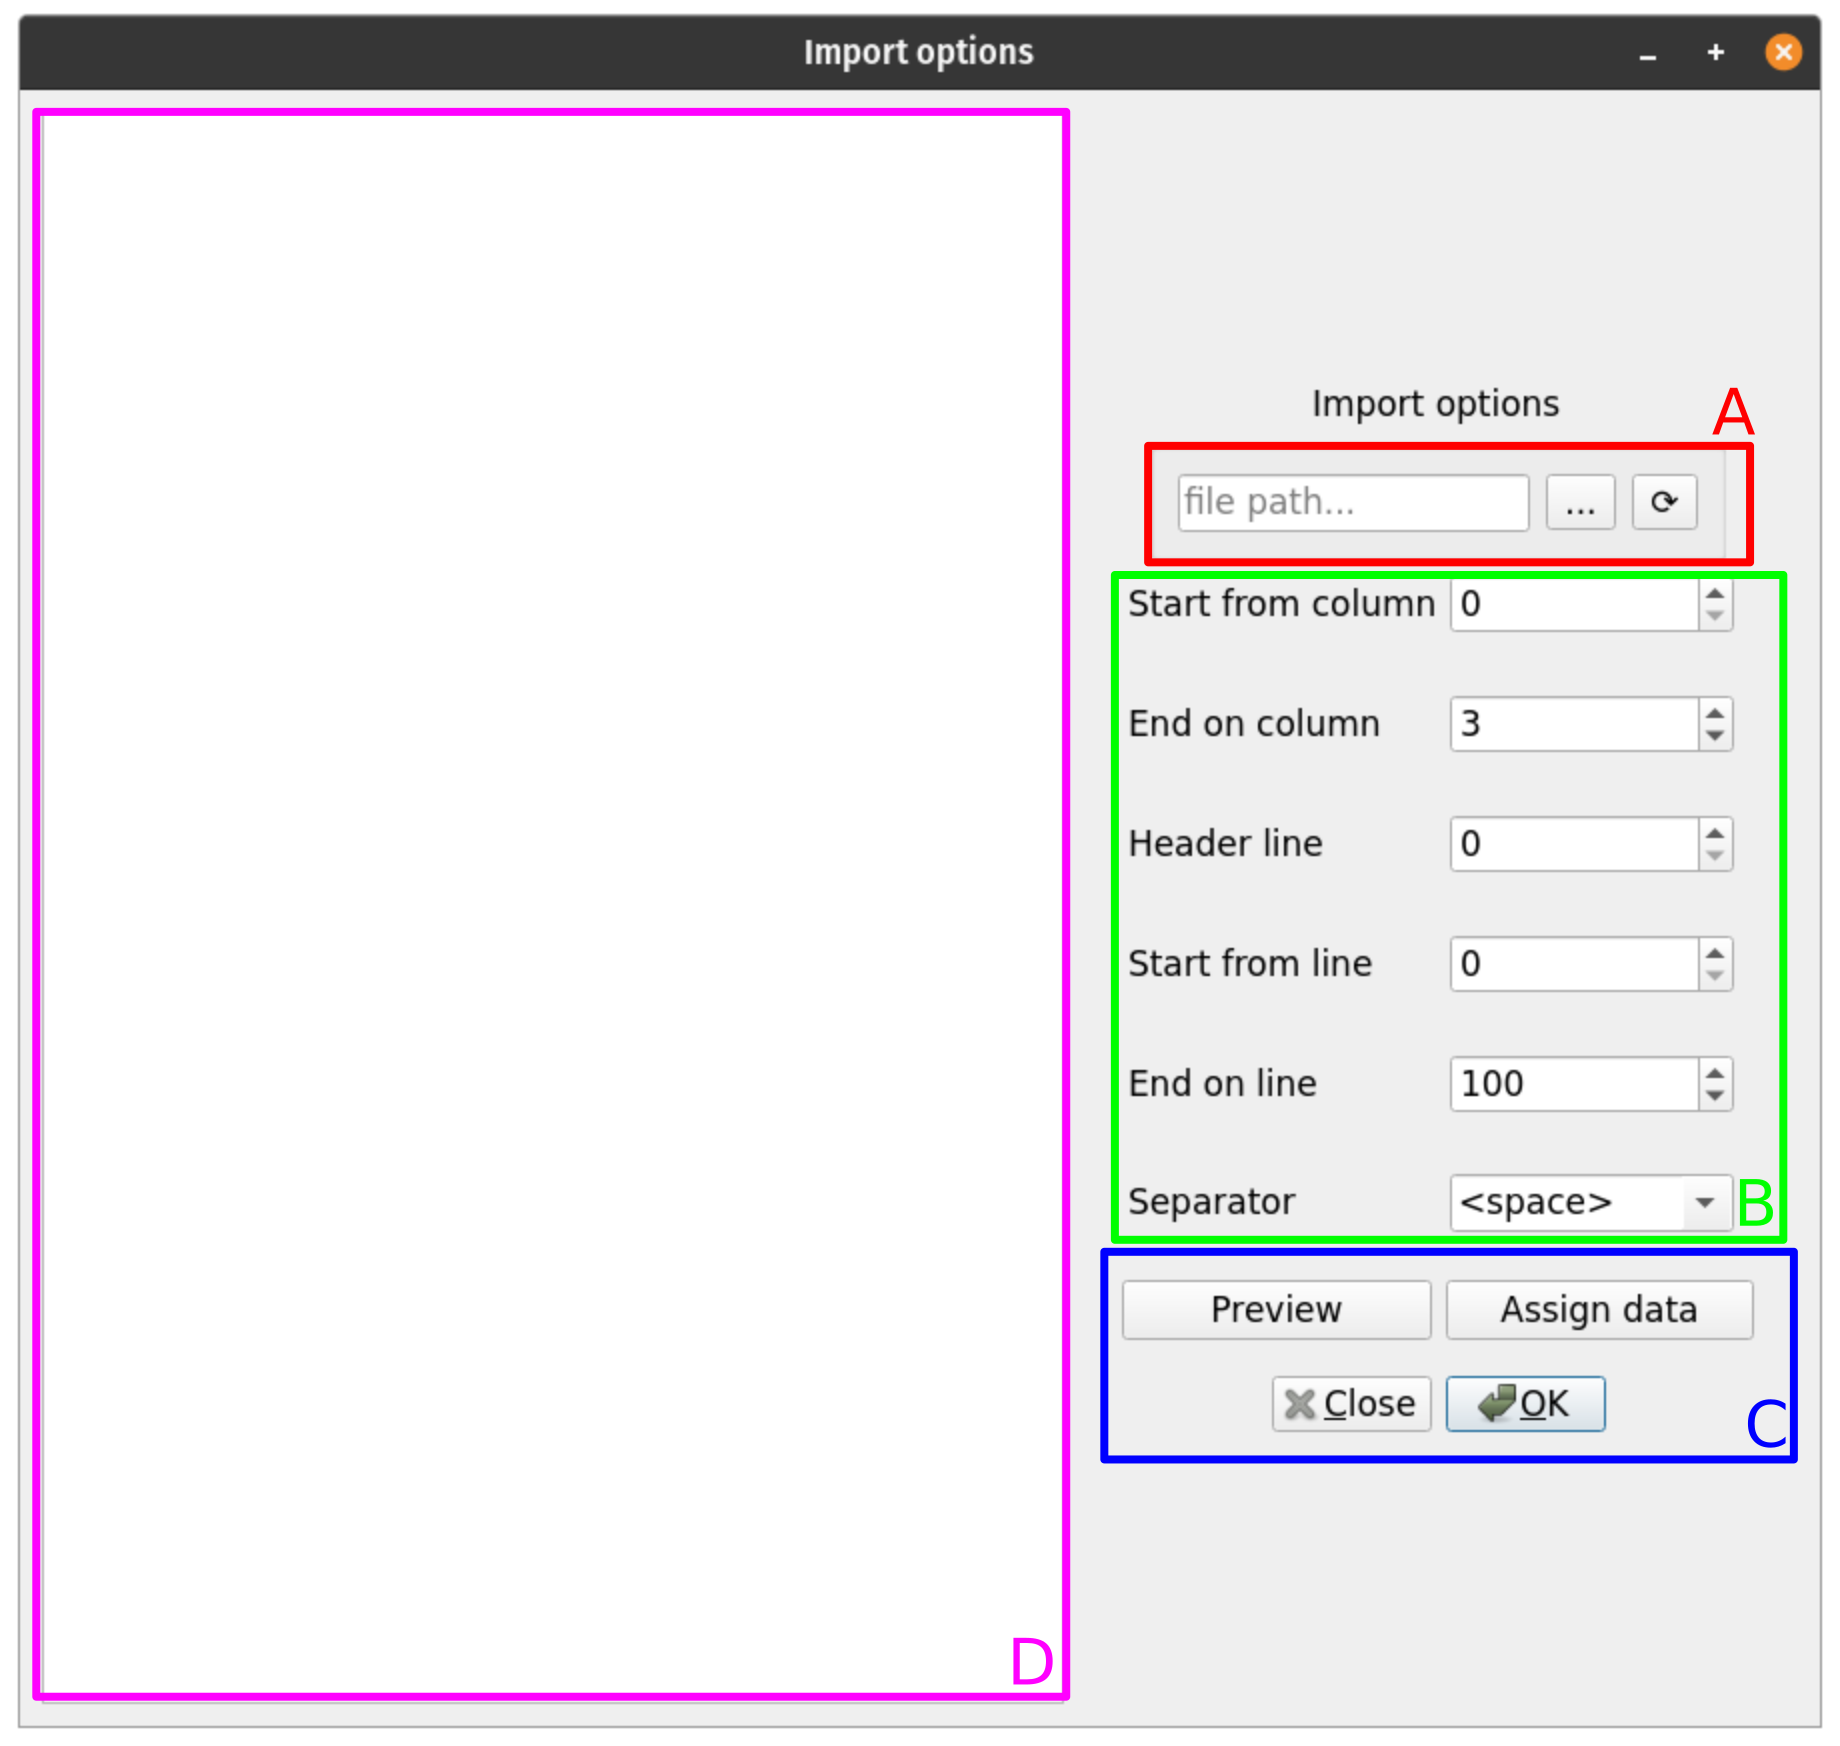 Import options
Import options
A
file path... ... ⟳
Start from column 0
End on column 3
Header line 0
Start from line 0
End on line 100
Separator <space> B
Preview Assign data
Close OK
C
D